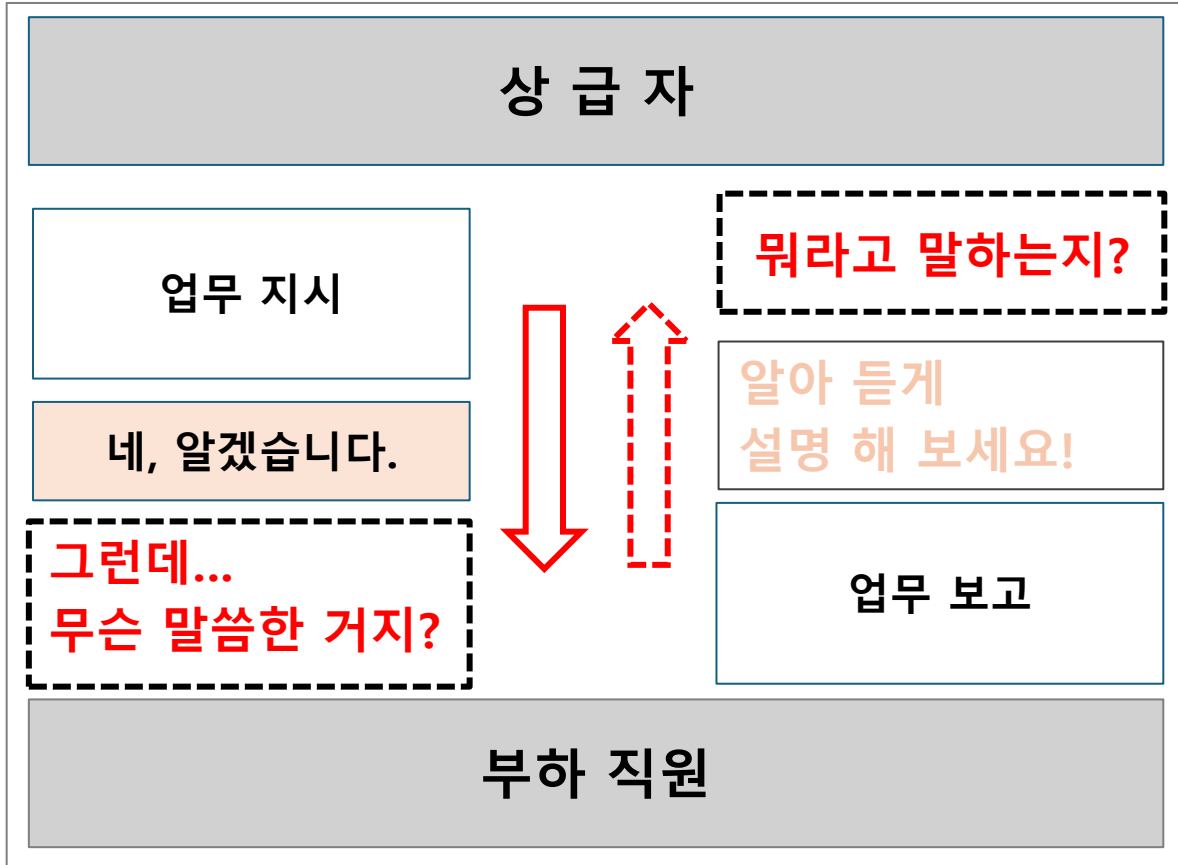 상 급 자
업무 지시
네, 알겠습니다.
그런데...
무슨 말씀한 거지?
뭐라고 말하는지?
알아 듣게
설명 해 보세요!
업무 보고
부하 직원